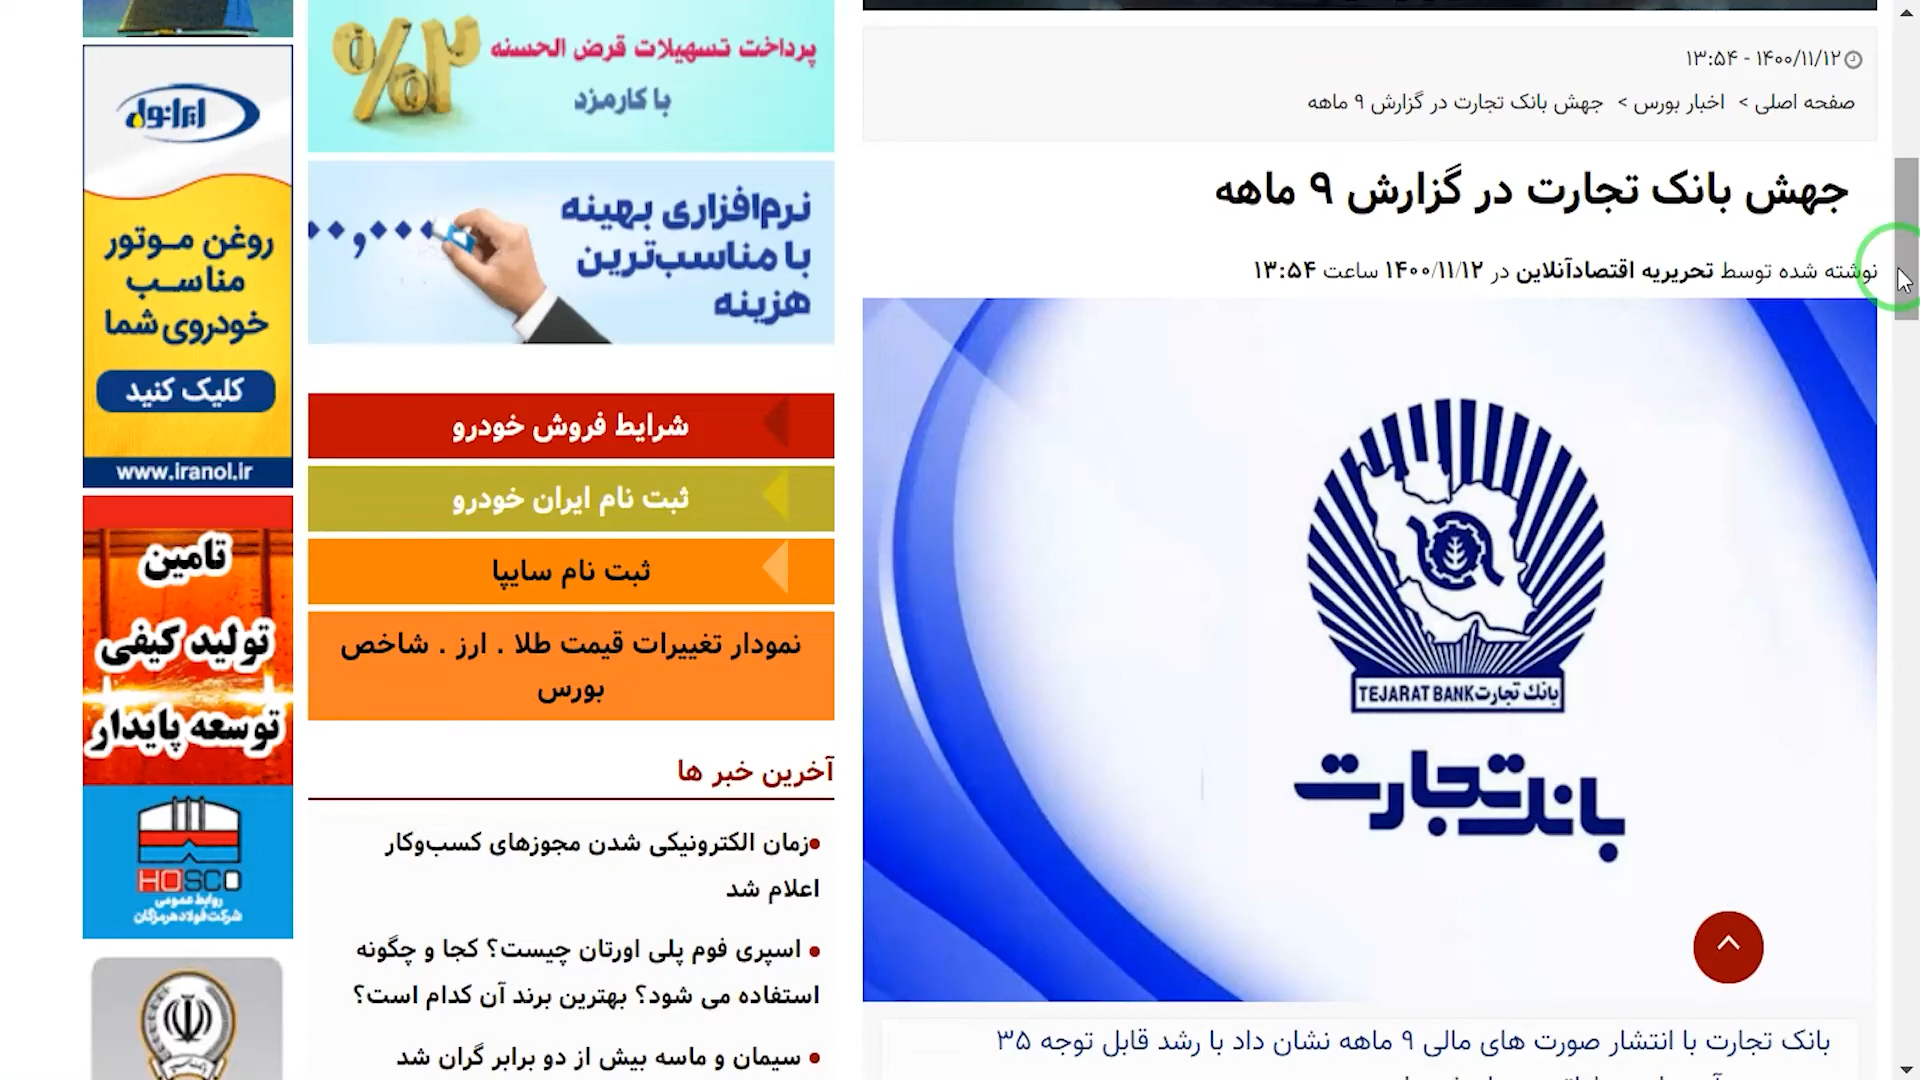 ۱۴۰۰/۱۱/۱۲ - ۱۳:۵۴
صفحه اصلی > اخبار بورس > جهش بانک تجارت در گزارش ۹ ماهه
جهش بانک تجارت در گزارش ۹ ماهه
نوشته شده توسط تحریریه اقتصادآنلاین در ۱۴۰۰/۱۱/۱۲ ساعت ۱۳:۵۴
بانك تجارت TEJARAT BANK
بانک تجارت
بانک تجارت با انتشار صورت های مالی ۹ ماهه نشان داد با رشد قابل توجه ۳۵
%۲
پرداخت تسهیلات قرض الحسنه
با کارمزد
نرم‌افزاری بهینه
با مناسب‌ترین
هزینه
شرایط فروش خودرو
ثبت نام ایران خودرو
ثبت نام سایپا
نمودار تغییرات قیمت طلا . ارز . شاخص
بورس
آخرین خبر ها
زمان الکترونیکی شدن مجوزهای کسب‌وکار
اعلام شد
اسپری فوم پلی اورتان چیست؟ کجا و چگونه
استفاده می شود؟ بهترین برند آن کدام است؟
سیمان و ماسه بیش از دو برابر گران شد
ایرانول
روغن موتور
مناسب
خودروی شما
کلیک کنید
www.iranol.ir
تامین
تولید کیفی
توسعه پایدار
HOSCO
روابط عمومی
شرکت فولاد هرمزگان